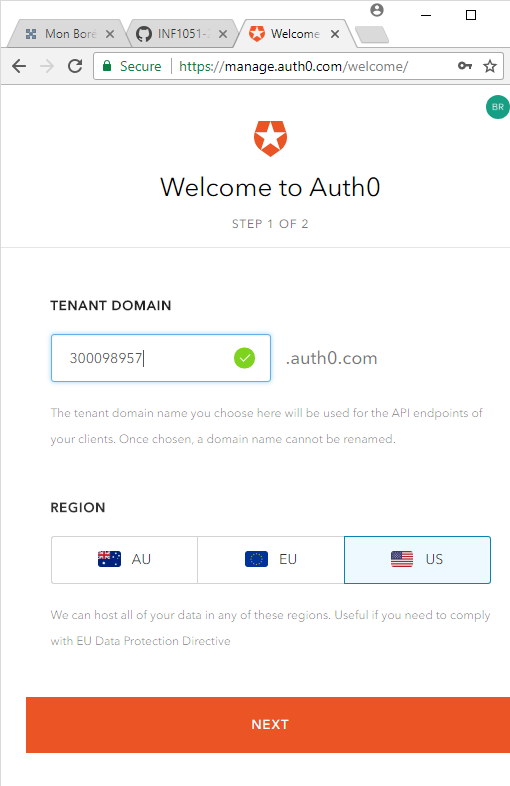 Mon Boré
INF1051-2
Welcome
Secure
https://manage.auth0.com/welcome/
BR
Welcome to Auth0
STEP 1 OF 2
TENANT DOMAIN
300098957 .auth0.com
The tenant domain name you choose here will be used for the API endpoints of
your clients. Once chosen, a domain name cannot be renamed.
REGION
AU EU US
We can host all of your data in any of these regions. Useful if you need to comply
with EU Data Protection Directive
NEXT